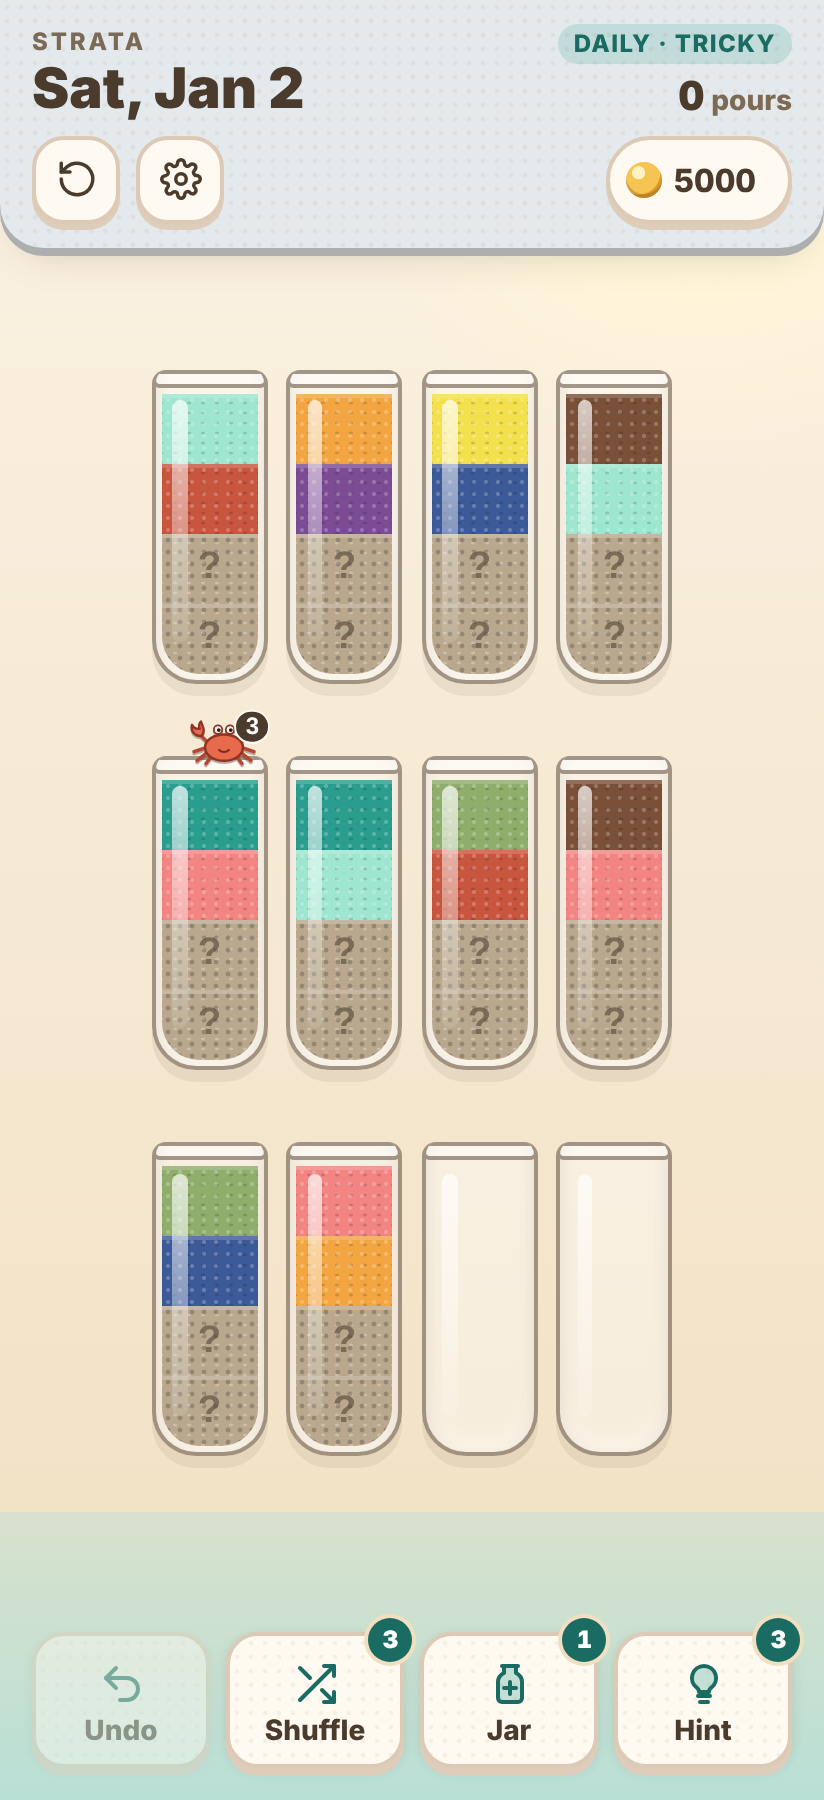 STRATA
DAILY · TRICKY
Sat, Jan 2
0 pours
5000
? ? ? ?
? ? ? ?
3
? ? ? ?
? ? ? ?
? ?
? ?
3 1 3
Undo Shuffle Jar Hint